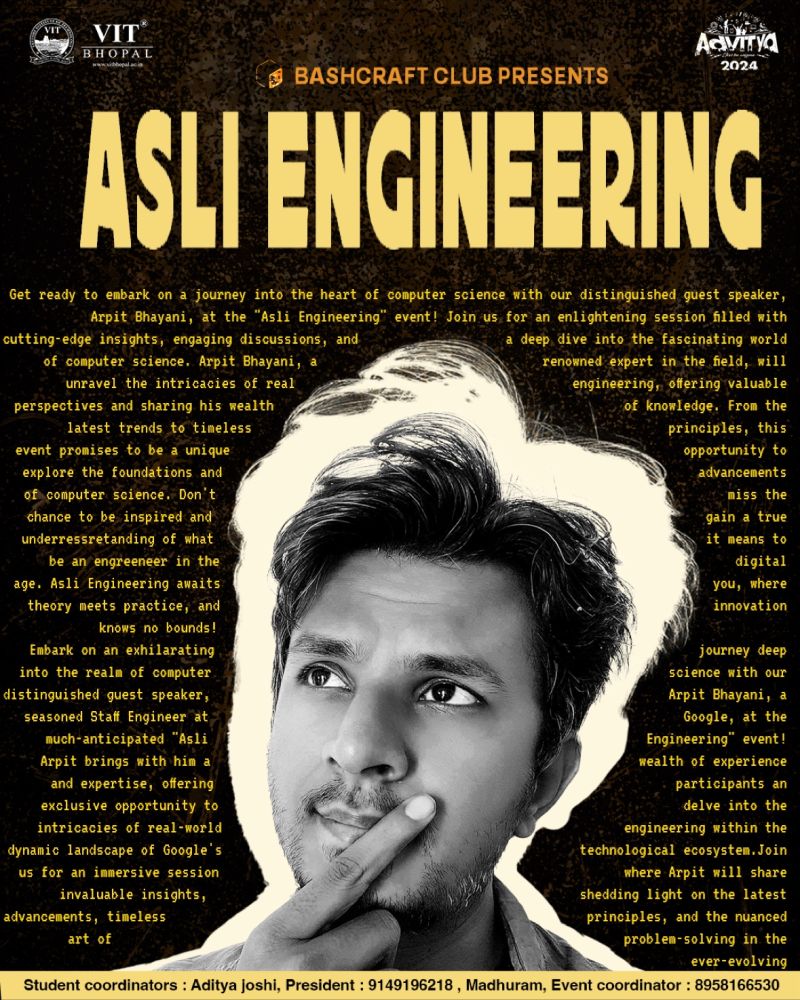 VIT
VIT®
BHOPAL
www.vitbhopal.ac.in
ADVITYA
2024
BASHCRAFT CLUB PRESENTS
ASLI ENGINEERING
Get ready to embark on a journey into the heart of computer science with our distinguished guest speaker,
Arpit Bhayani, at the "Asli Engineering" event! Join us for an enlightening session filled with
cutting-edge insights, engaging discussions, and a deep dive into the fascinating world
of computer science. Arpit Bhayani, a renowned expert in the field, will
unravel the intricacies of real engineering, offering valuable
perspectives and sharing his wealth of knowledge. From the
latest trends to timeless principles, this
event promises to be a unique opportunity to
explore the foundations and advancements
of computer science. Don't miss the
chance to be inspired and gain a true
underressretanding of what it means to
be an engreeneer in the digital
age. Asli Engineering awaits you, where
theory meets practice, and innovation
knows no bounds!
Embark on an exhilarating journey deep
into the realm of computer science with our
distinguished guest speaker, Arpit Bhayani, a
seasoned Staff Engineer at Google, at the
much-anticipated "Asli Engineering" event!
Arpit brings with him a wealth of experience
and expertise, offering participants an
exclusive opportunity to delve into the
intricacies of real-world engineering within the
dynamic landscape of Google's technological ecosystem.Join
us for an immersive session where Arpit will share
invaluable insights, shedding light on the latest
advancements, timeless principles, and the nuanced
art of problem-solving in the
ever-evolving
Student coordinators : Aditya joshi, President : 9149196218 , Madhuram, Event coordinator : 8958166530